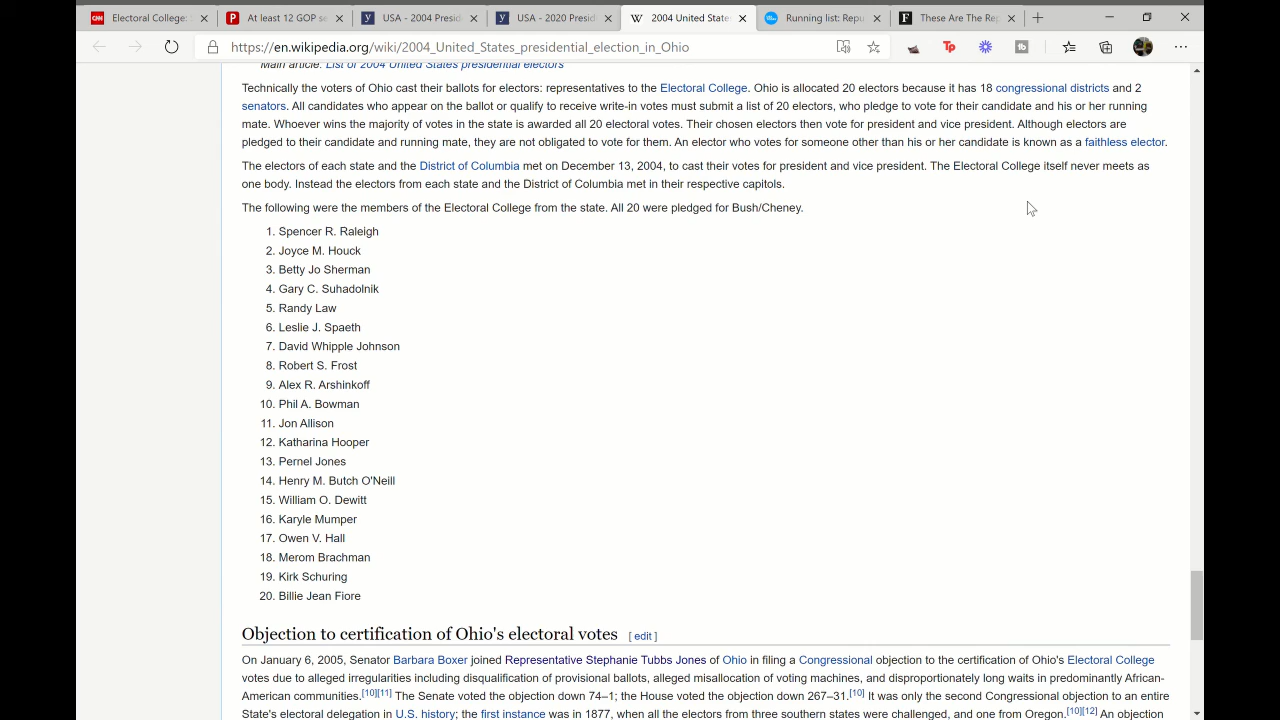 Electoral College:
At least 12 GOP se
USA - 2004 Presid
USA - 2020 Presid
2004 United State
Running list: Repu
These Are The Rep
https://en.wikipedia.org/wiki/2004_United_States_presidential_election_in_Ohio
Main article: List of 2004 United States presidential electors
Technically the voters of Ohio cast their ballots for electors: representatives to the Electoral College. Ohio is allocated 20 electors because it has 18 congressional districts and 2
senators. All candidates who appear on the ballot or qualify to receive write-in votes must submit a list of 20 electors, who pledge to vote for their candidate and his or her running
mate. Whoever wins the majority of votes in the state is awarded all 20 electoral votes. Their chosen electors then vote for president and vice president. Although electors are
pledged to their candidate and running mate, they are not obligated to vote for them. An elector who votes for someone other than his or her candidate is known as a faithless elector.
The electors of each state and the District of Columbia met on December 13, 2004, to cast their votes for president and vice president. The Electoral College itself never meets as
one body. Instead the electors from each state and the District of Columbia met in their respective capitols.
The following were the members of the Electoral College from the state. All 20 were pledged for Bush/Cheney.
1. Spencer R. Raleigh
2. Joyce M. Houck
3. Betty Jo Sherman
4. Gary C. Suhadolnik
5. Randy Law
6. Leslie J. Spaeth
7. David Whipple Johnson
8. Robert S. Frost
9. Alex R. Arshinkoff
10. Phil A. Bowman
11. Jon Allison
12. Katharina Hooper
13. Pernel Jones
14. Henry M. Butch O'Neill
15. William O. Dewitt
16. Karyle Mumper
17. Owen V. Hall
18. Merom Brachman
19. Kirk Schuring
20. Billie Jean Fiore
Objection to certification of Ohio's electoral votes [ edit ]
On January 6, 2005, Senator Barbara Boxer joined Representative Stephanie Tubbs Jones of Ohio in filing a Congressional objection to the certification of Ohio's Electoral College
votes due to alleged irregularities including disqualification of provisional ballots, alleged misallocation of voting machines, and disproportionately long waits in predominantly African-
American communities.[10][11] The Senate voted the objection down 74–1; the House voted the objection down 267–31.[10] It was only the second Congressional objection to an entire
State's electoral delegation in U.S. history; the first instance was in 1877, when all the electors from three southern states were challenged, and one from Oregon.[10][12] An objection